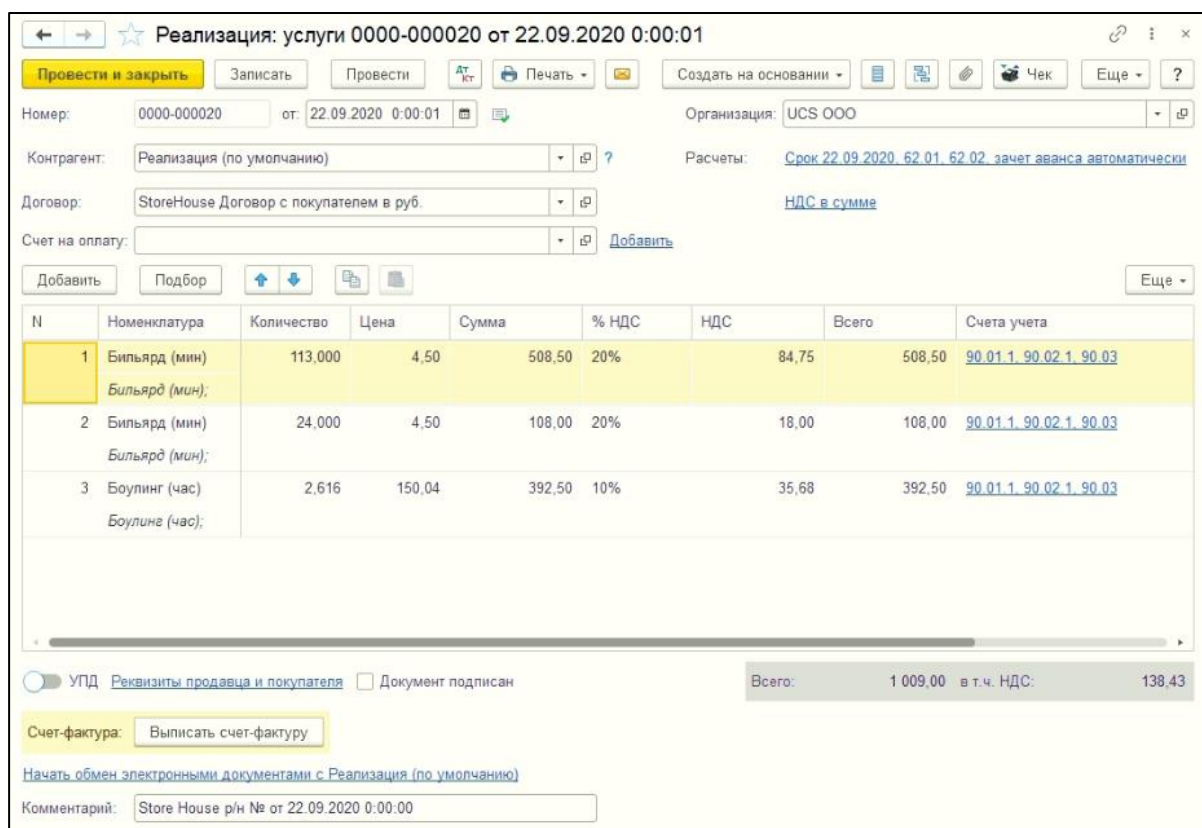 Реализация: услуги 0000-000020 от 22.09.2020 0:00:01
Провести и закрыть Записать Провести Дт Кт Печать Создать на основании Чек Еще ?
Номер: 0000-000020 от: 22.09.2020 0:00:01 Организация: UCS ООО
Контрагент: Реализация (по умолчанию) ? Расчеты: Срок 22.09.2020, 62.01, 62.02, зачет аванса автоматически
Договор: StoreHouse Договор с покупателем в руб. НДС в сумме
Счет на оплату: Добавить
Добавить Подбор Еще
N Номенклатура Количество Цена Сумма % НДС НДС Всего Счета учета
1 Бильярд (мин) 113,000 4,50 508,50 20% 84,75 508,50 90.01.1, 90.02.1, 90.03
Бильярд (мин);
2 Бильярд (мин) 24,000 4,50 108,00 20% 18,00 108,00 90.01.1, 90.02.1, 90.03
Бильярд (мин);
3 Боулинг (час) 2,616 150,04 392,50 10% 35,68 392,50 90.01.1, 90.02.1, 90.03
Боулинг (час);
УПД Реквизиты продавца и покупателя Документ подписан Всего: 1 009,00 в т.ч. НДС: 138,43
Счет-фактура: Выписать счет-фактуру
Начать обмен электронными документами с Реализация (по умолчанию)
Комментарий: Store House р/н № от 22.09.2020 0:00:00